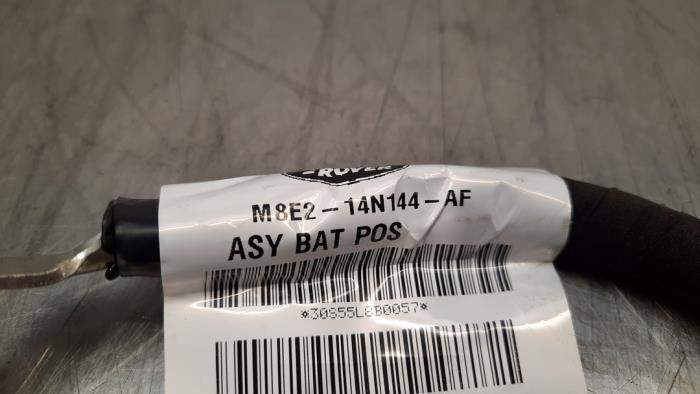 -ROVER
M8E2-14N144-AF
ASY BAT POS
*30S55L8B0057*